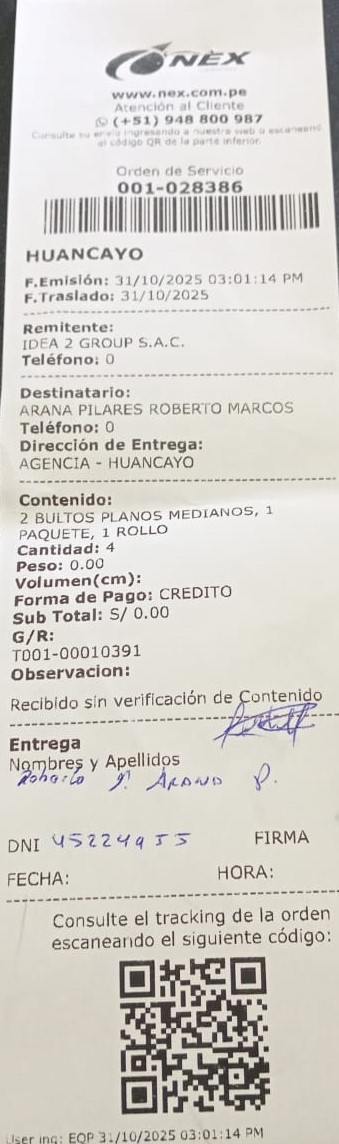 NEX
www.nex.com.pe
Atención al Cliente
(+51) 948 800 987
Consulte su envío ingresando a nuestra web o escaneando
el código QR de la parte inferior.
Orden de Servicio
001-028386
HUANCAYO
F.Emisión: 31/10/2025 03:01:14 PM
F.Traslado: 31/10/2025
Remitente:
IDEA 2 GROUP S.A.C.
Teléfono: 0
Destinatario:
ARANA PILARES ROBERTO MARCOS
Teléfono: 0
Dirección de Entrega:
AGENCIA - HUANCAYO
Contenido:
2 BULTOS PLANOS MEDIANOS, 1
PAQUETE, 1 ROLLO
Cantidad: 4
Peso: 0.00
Volumen(cm):
Forma de Pago: CREDITO
Sub Total: S/ 0.00
G/R:
T001-00010391
Observacion:
Recibido sin verificación de Contenido
Entrega
Nombres y Apellidos
Roberto P.
DNI 45224955 FIRMA
FECHA: HORA:
Consulte el tracking de la orden
escaneando el siguiente código:
User ing: EQP 31/10/2025 03:01:14 PM